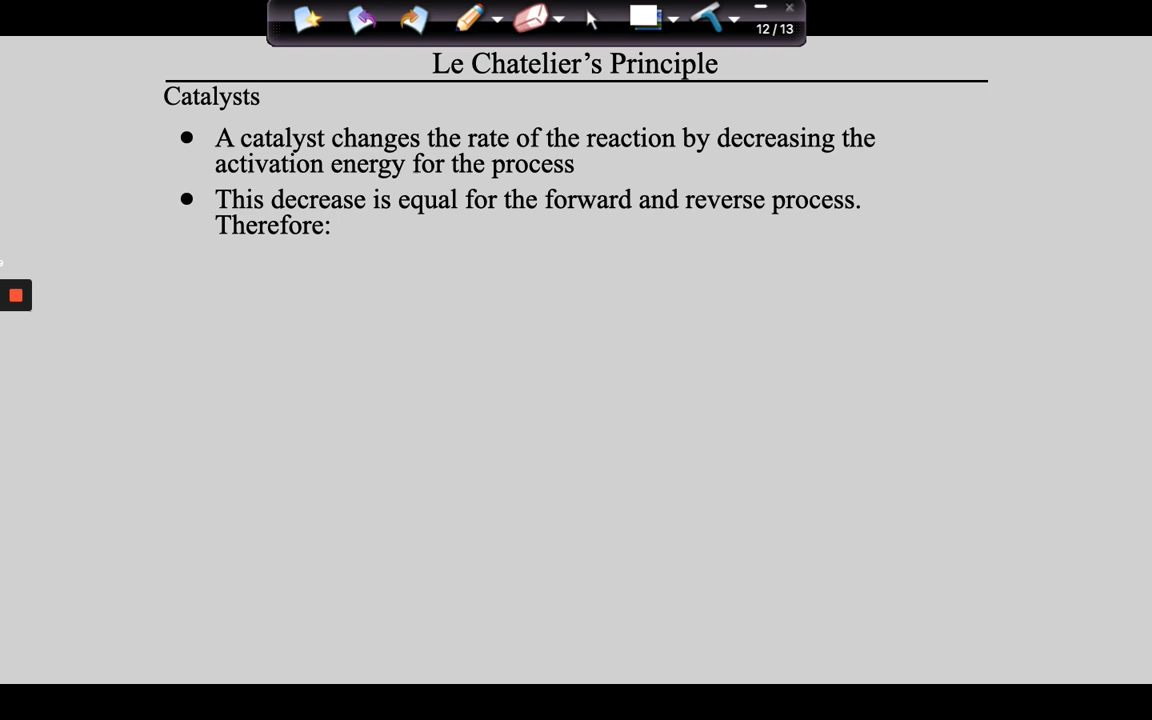 12 / 13
Le Chatelier’s Principle
Catalysts
● A catalyst changes the rate of the reaction by decreasing the
activation energy for the process
● This decrease is equal for the forward and reverse process.
Therefore: